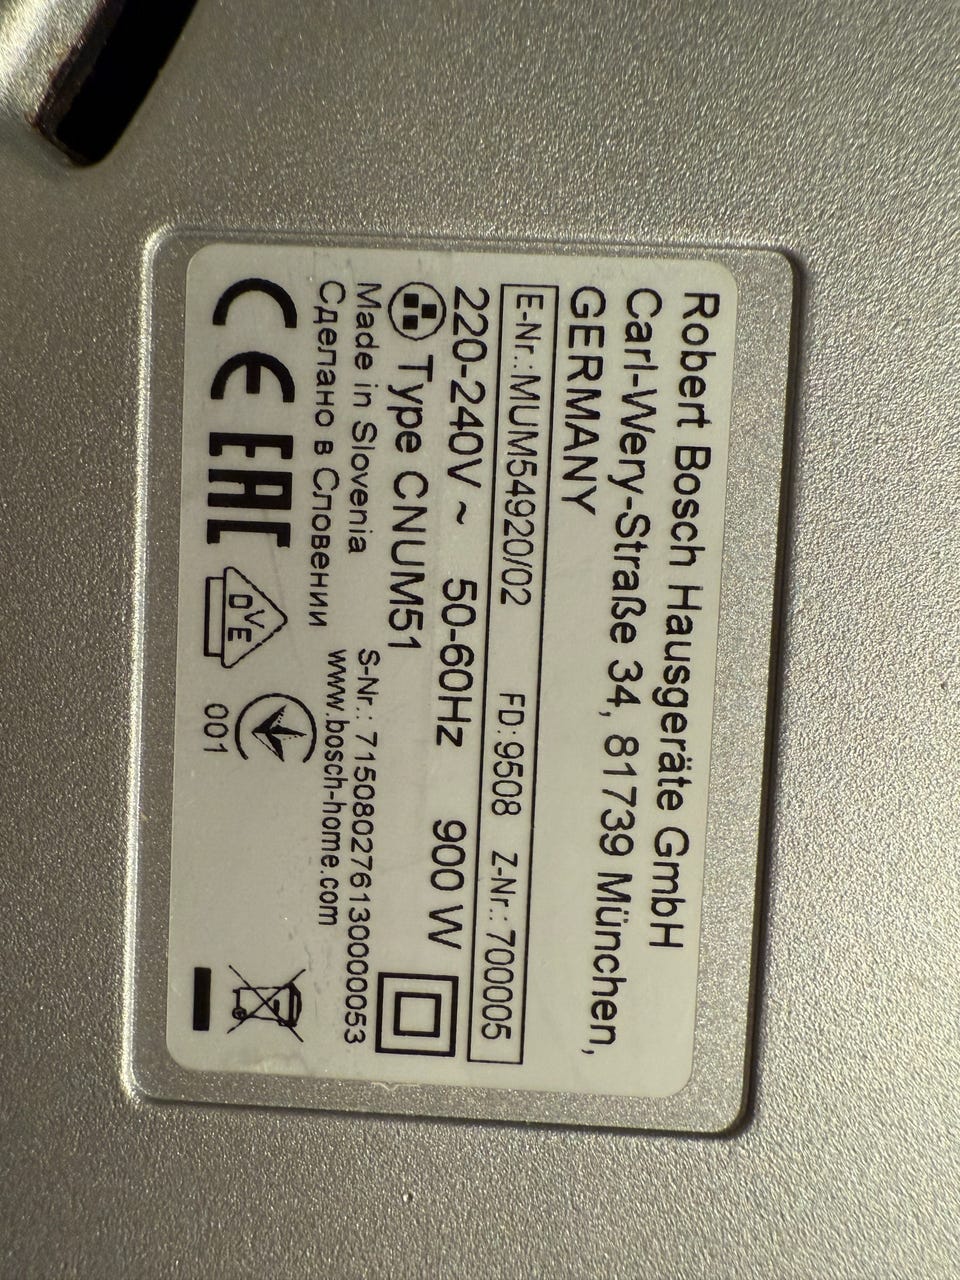 Robert Bosch Hausgeräte GmbH
Carl-Wery-Straße 34, 81739 München,
GERMANY
E-Nr.:MUM54920/02 FD:9508 Z-Nr.:700005
220-240V ~ 50-60Hz 900 W
Type CNUM51
Made in Slovenia S-Nr.: 715080276130000053
Сделано в Словении www.bosch-home.com
CE EAC OVE 001